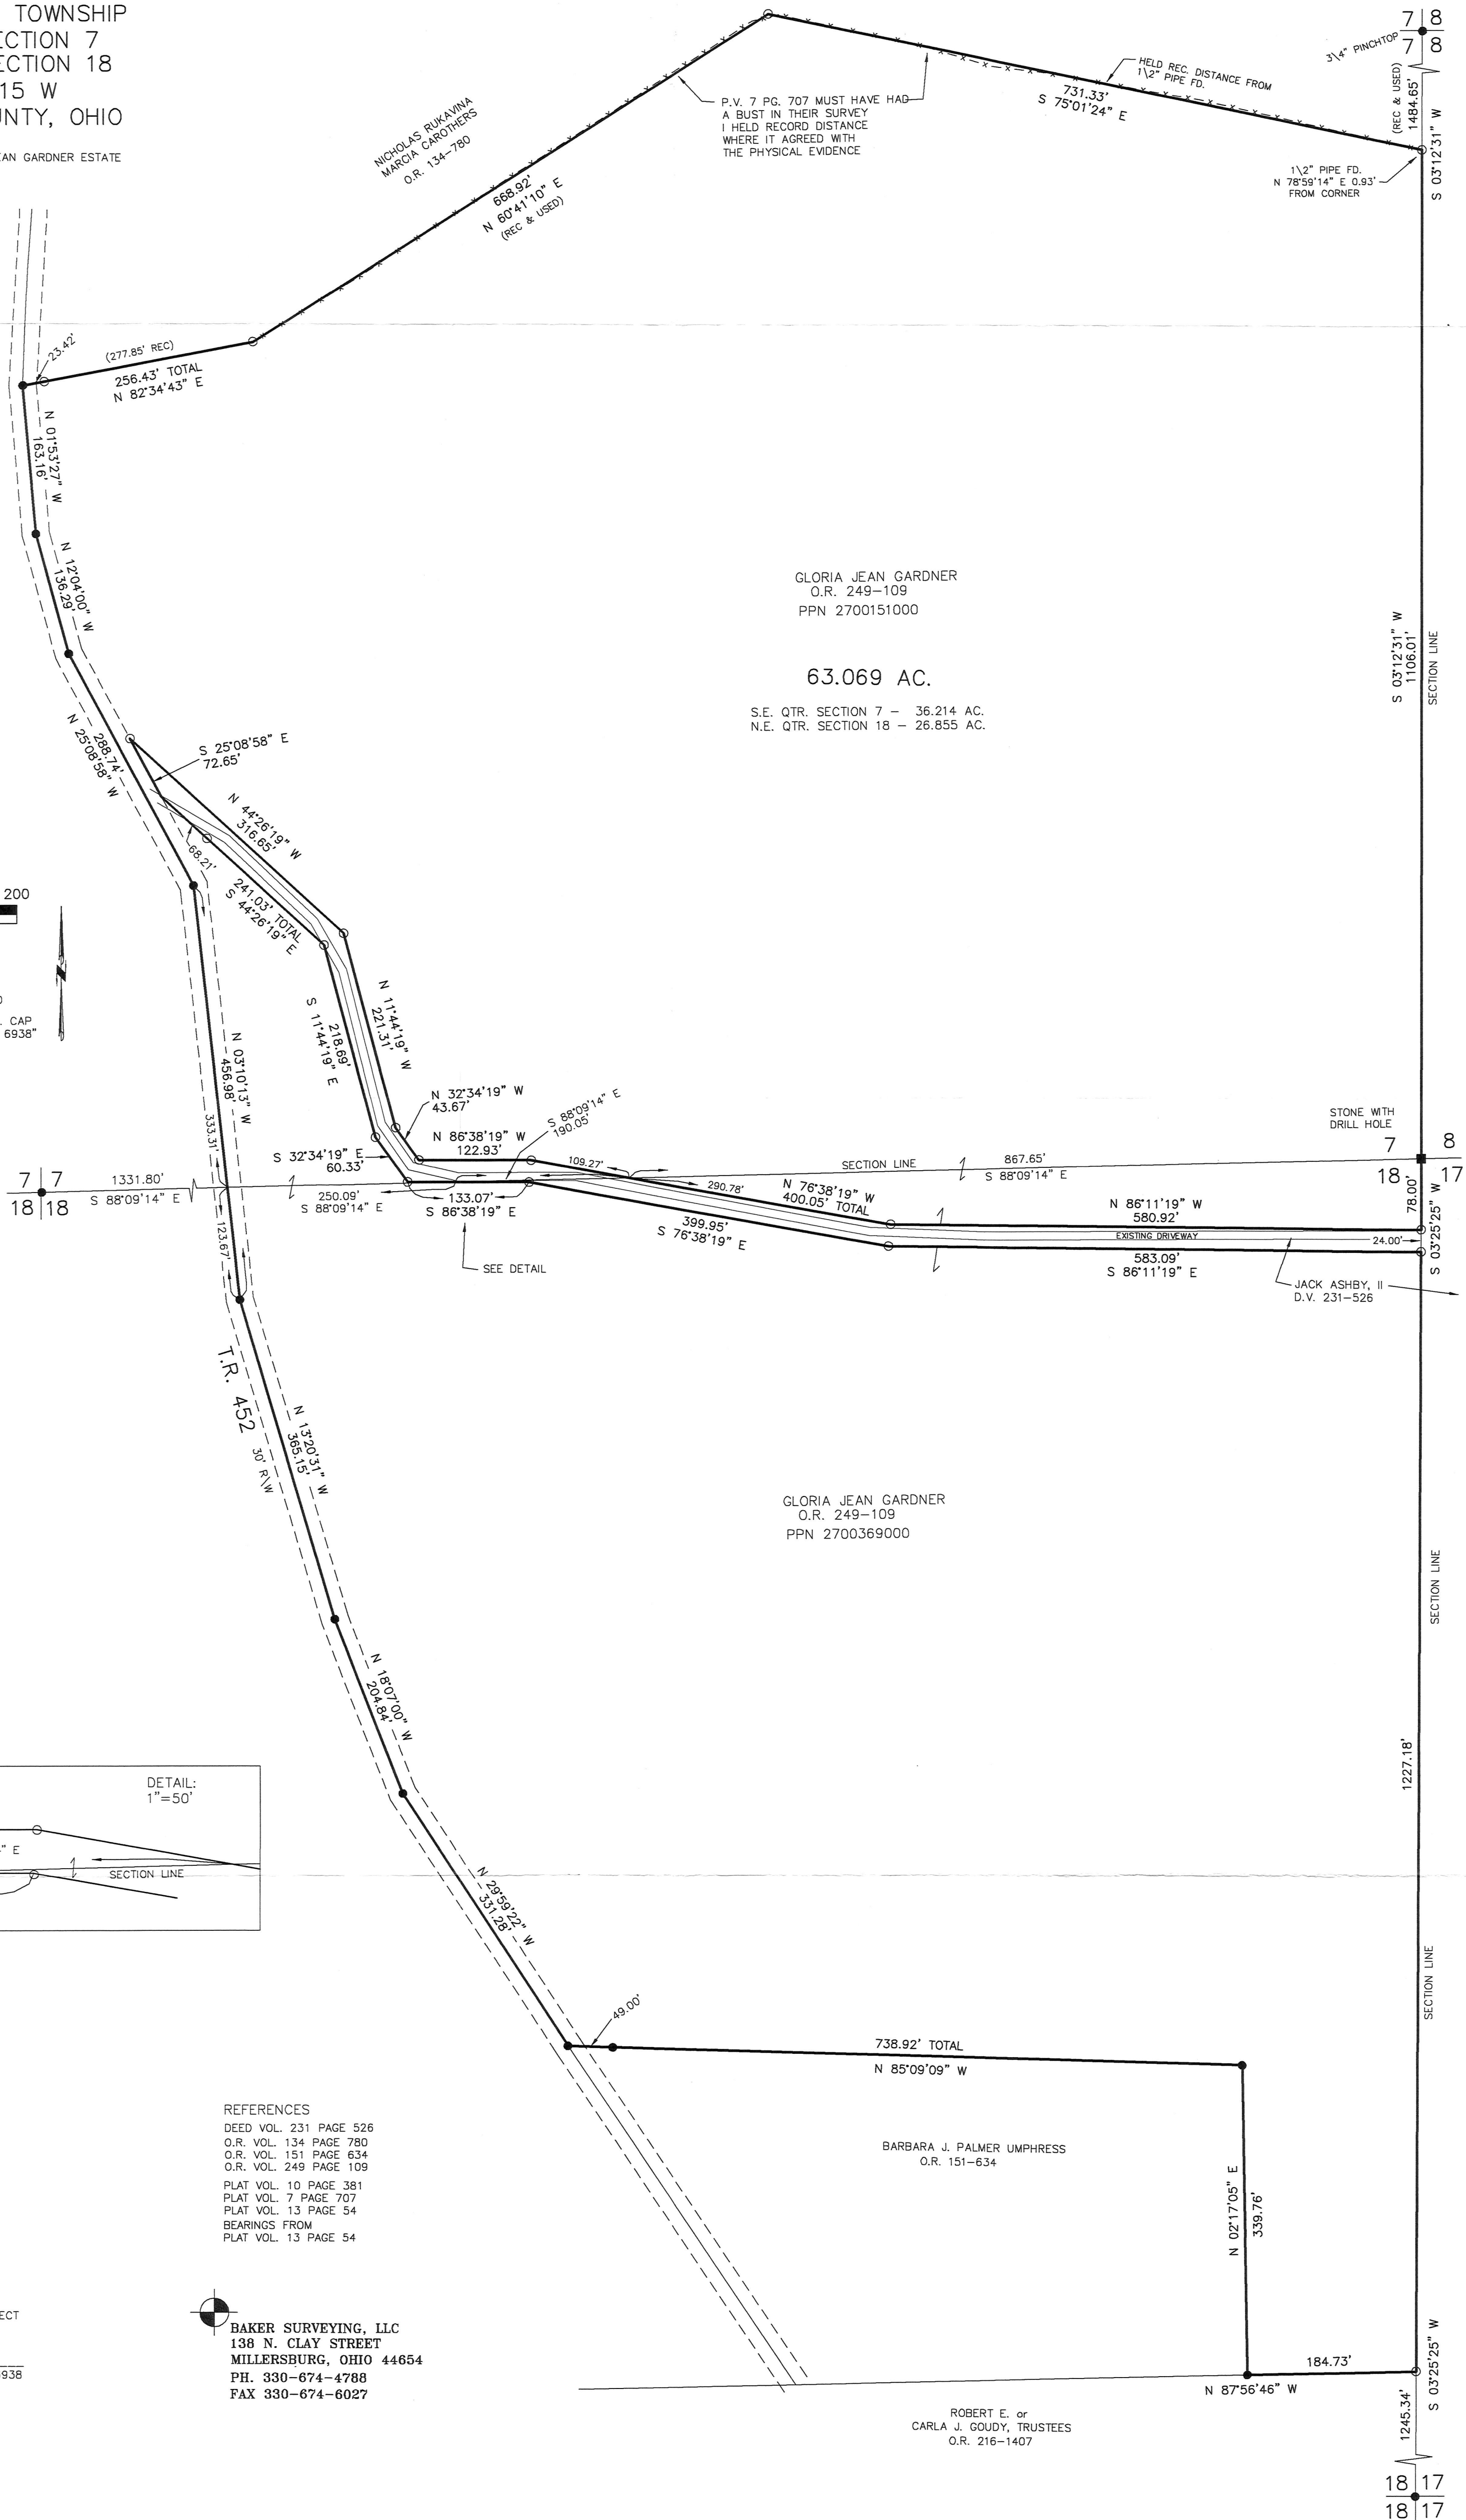 TOWNSHIP
SECTION 7
SECTION 18
15 W
OHIO
GARDNER ESTATE
NICHOLAS RUKAVINA
MARCIA CAROTHERS
O.R. 134-780
668.92'
N 60°41'10" E
(REC & USED)
P.V. 7 PG. 707 MUST HAVE HAD
A BUST IN THEIR SURVEY
I HELD RECORD DISTANCE
WHERE IT AGREED WITH
THE PHYSICAL EVIDENCE
HELD REC. DISTANCE FROM
1\2" PIPE FD.
731.33'
S 75°01'24" E
7 8
3\4" PINCHTOP
7 8
(REC & USED)
1484.65'
S 03°12'31" W
1\2" PIPE FD.
N 78°59'14" E 0.93'
FROM CORNER
23.42'
(277.85' REC)
256.43' TOTAL
N 82°34'43" E
N 01°53'27" W
163.16'
N 12°04'00" W
136.29'
288.74'
N 25°08'58" W
S 25°08'58" E
72.65'
N 44°26'19" W
316.65'
68.21'
241.03' TOTAL
S 44°26'19" E
GLORIA JEAN GARDNER
O.R. 249-109
PPN 2700151000
63.069 AC.
S.E. QTR. SECTION 7 - 36.214 AC.
N.E. QTR. SECTION 18 - 26.855 AC.
S 03°12'31" W
1106.01'
SECTION LINE
200
CAP
6938"
N 11°44'19" W
221.31'
218.69'
S 11°44'19" E
N 03°10'13" W
456.98'
333.31'
123.67'
N 32°34'19" W
43.67'
S 32°34'19" E
60.33'
N 86°38'19" W
122.93'
S 88°09'14" E
190.05'
109.27'
SECTION LINE
867.65'
S 88°09'14" E
STONE WITH
DRILL HOLE
7 8
18 17
7 7
18 18
1331.80'
S 88°09'14" E
250.09'
S 88°09'14" E
133.07'
S 86°38'19" E
SEE DETAIL
290.78'
N 76°38'19" W
400.05' TOTAL
399.95'
S 76°38'19" E
N 86°11'19" W
580.92'
EXISTING DRIVEWAY
24.00'
583.09'
S 86°11'19" E
78.00'
S 03°25'25" W
JACK ASHBY, II
D.V. 231-526
T.R. 452
30' R\W
N 13°20'31" W
365.15'
GLORIA JEAN GARDNER
O.R. 249-109
PPN 2700369000
SECTION LINE
N 18°07'00" W
204.84'
1227.18'
DETAIL:
1"=50'
" E
SECTION LINE
N 29°59'22" W
331.28'
SECTION LINE
49.00'
738.92' TOTAL
N 85°09'09" W
BARBARA J. PALMER UMPHRESS
O.R. 151-634
N 02°17'05" E
339.76'
REFERENCES
DEED VOL. 231 PAGE 526
O.R. VOL. 134 PAGE 780
O.R. VOL. 151 PAGE 634
O.R. VOL. 249 PAGE 109
PLAT VOL. 10 PAGE 381
PLAT VOL. 7 PAGE 707
PLAT VOL. 13 PAGE 54
BEARINGS FROM
PLAT VOL. 13 PAGE 54
BAKER SURVEYING, LLC
138 N. CLAY STREET
MILLERSBURG, OHIO 44654
PH. 330-674-4788
FAX 330-674-6027
184.73'
N 87°56'46" W
S 03°25'25" W
1245.34'
ROBERT E. or
CARLA J. GOUDY, TRUSTEES
O.R. 216-1407
18 17
18 17